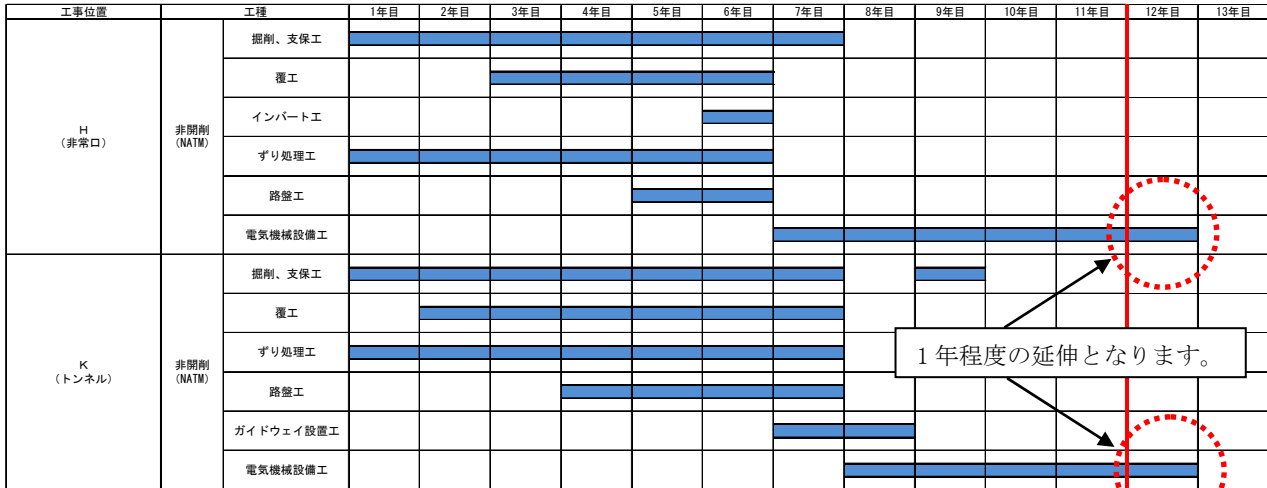 工事位置 工種 1年目 2年目 3年目 4年目 5年目 6年目 7年目 8年目 9年目 10年目 11年目 12年目 13年目
H
(非常口)
非開削
(NATM)
掘削、支保工
覆工
インバート工
ずり処理工
路盤工
電気機械設備工
K
(トンネル)
非開削
(NATM)
掘削、支保工
覆工
ずり処理工
路盤工
ガイドウェイ設置工
電気機械設備工
1年程度の延伸となります。